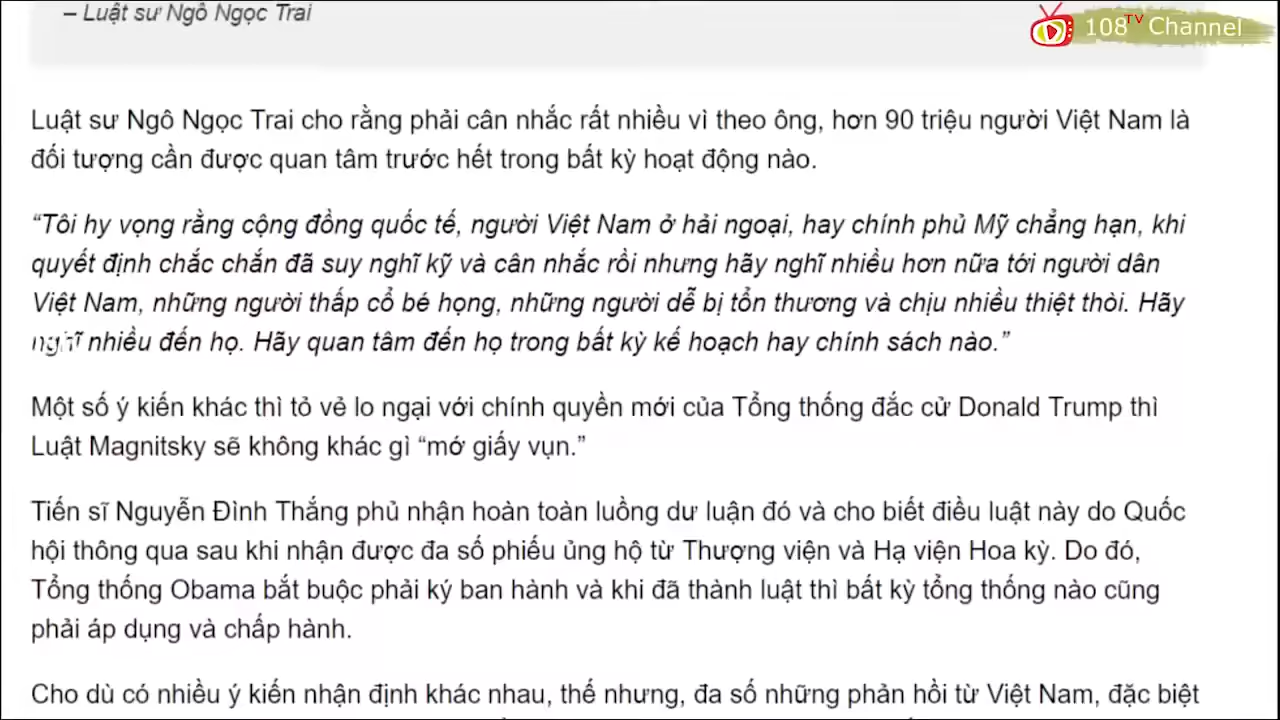 – Luật sư Ngô Ngọc Trai
108 TV Channel
Luật sư Ngô Ngọc Trai cho rằng phải cân nhắc rất nhiều vì theo ông, hơn 90 triệu người Việt Nam là
đối tượng cần được quan tâm trước hết trong bất kỳ hoạt động nào.
“Tôi hy vọng rằng cộng đồng quốc tế, người Việt Nam ở hải ngoại, hay chính phủ Mỹ chẳng hạn, khi
quyết định chắc chắn đã suy nghĩ kỹ và cân nhắc rồi nhưng hãy nghĩ nhiều hơn nữa tới người dân
Việt Nam, những người thấp cổ bé họng, những người dễ bị tổn thương và chịu nhiều thiệt thòi. Hãy
nghĩ nhiều đến họ. Hãy quan tâm đến họ trong bất kỳ kế hoạch hay chính sách nào.”
Một số ý kiến khác thì tỏ vẻ lo ngại với chính quyền mới của Tổng thống đắc cử Donald Trump thì
Luật Magnitsky sẽ không khác gì “mớ giấy vụn.”
Tiến sĩ Nguyễn Đình Thắng phủ nhận hoàn toàn luồng dư luận đó và cho biết điều luật này do Quốc
hội thông qua sau khi nhận được đa số phiếu ủng hộ từ Thượng viện và Hạ viện Hoa kỳ. Do đó,
Tổng thống Obama bắt buộc phải ký ban hành và khi đã thành luật thì bất kỳ tổng thống nào cũng
phải áp dụng và chấp hành.
Cho dù có nhiều ý kiến nhận định khác nhau, thế nhưng, đa số những phản hồi từ Việt Nam, đặc biệt